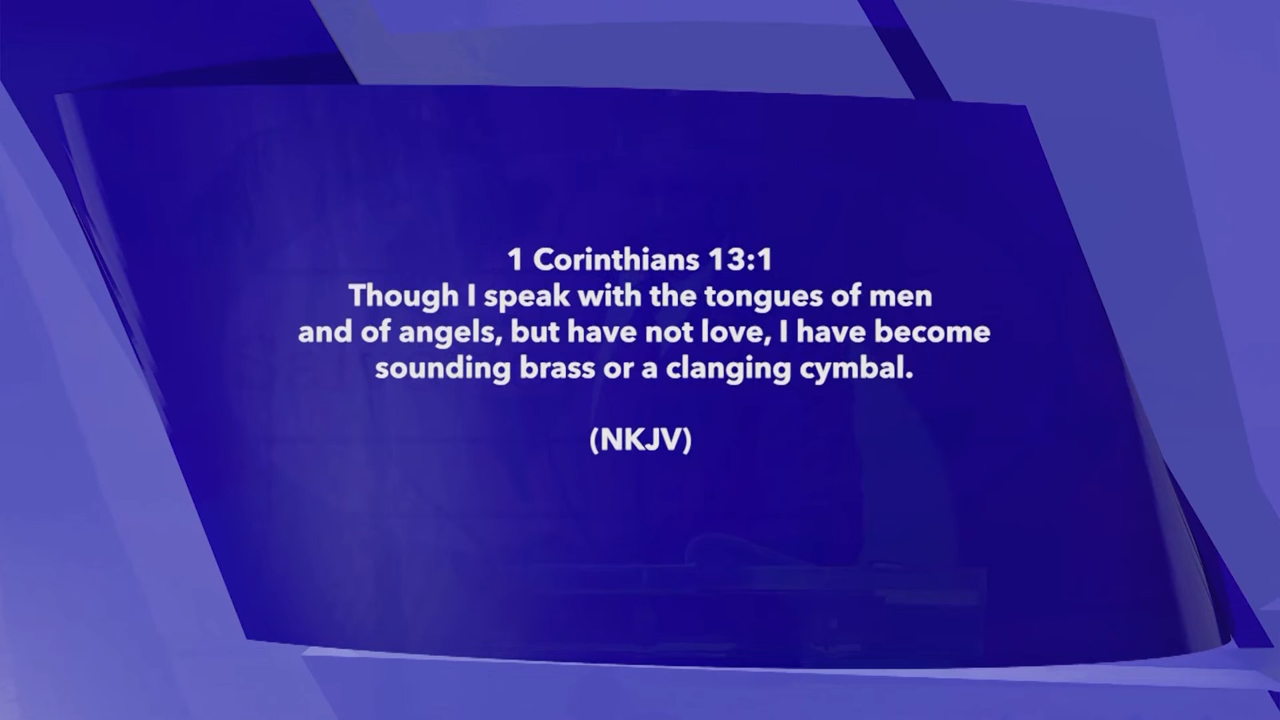 1 Corinthians 13:1
Though I speak with the tongues of men
and of angels, but have not love, I have become
sounding brass or a clanging cymbal.
(NKJV)